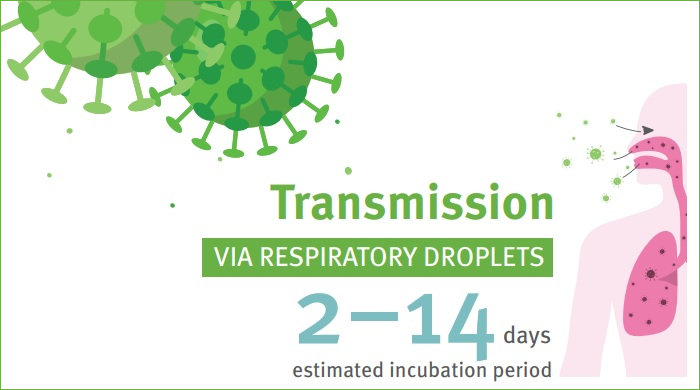 Transmission
VIA RESPIRATORY DROPLETS
2–14 days
estimated incubation period